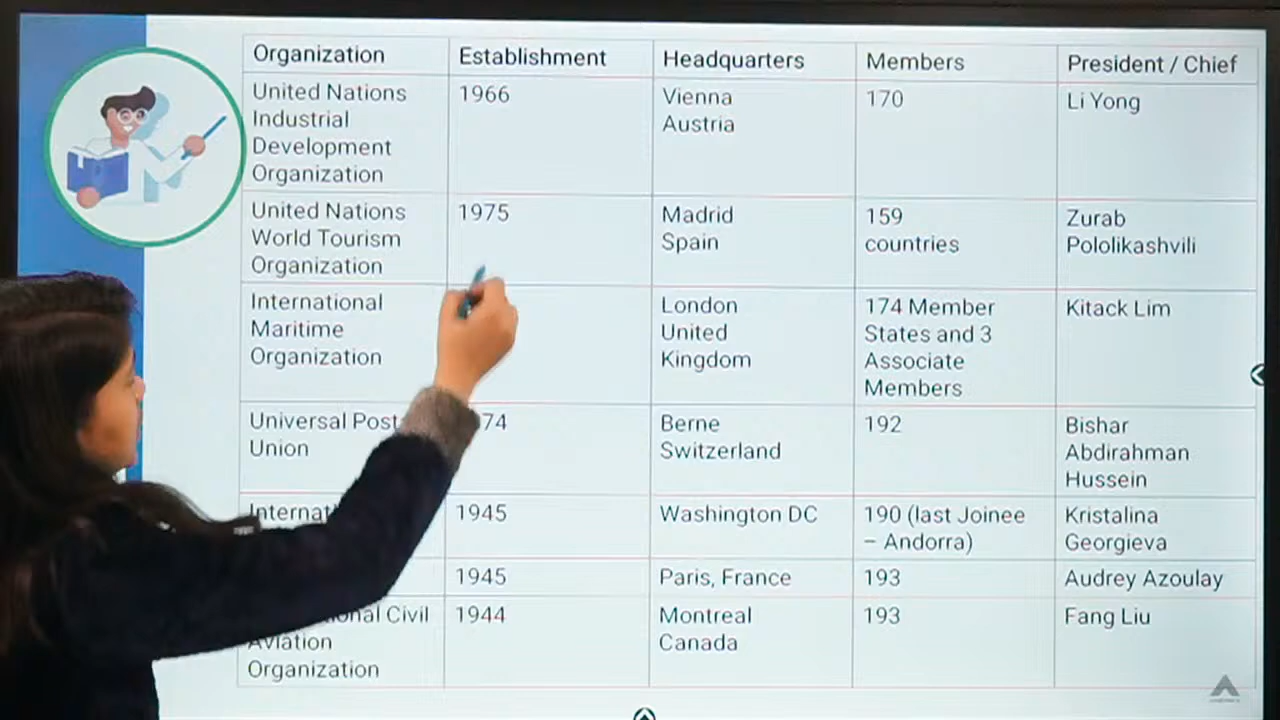 Organization
Establishment
Headquarters
Members
President / Chief
United Nations
Industrial
Development
Organization
1966
Vienna
Austria
170
Li Yong
United Nations
World Tourism
Organization
1975
Madrid
Spain
159
countries
Zurab
Pololikashvili
International
Maritime
Organization
London
United
Kingdom
174 Member
States and 3
Associate
Members
Kitack Lim
Universal Post
Union
74
Berne
Switzerland
192
Bishar
Abdirahman
Hussein
1945
Washington DC
190 (last Joinee
– Andorra)
Kristalina
Georgieva
1945
Paris, France
193
Audrey Azoulay
Civil
Aviation
Organization
1944
Montreal
Canada
193
Fang Liu